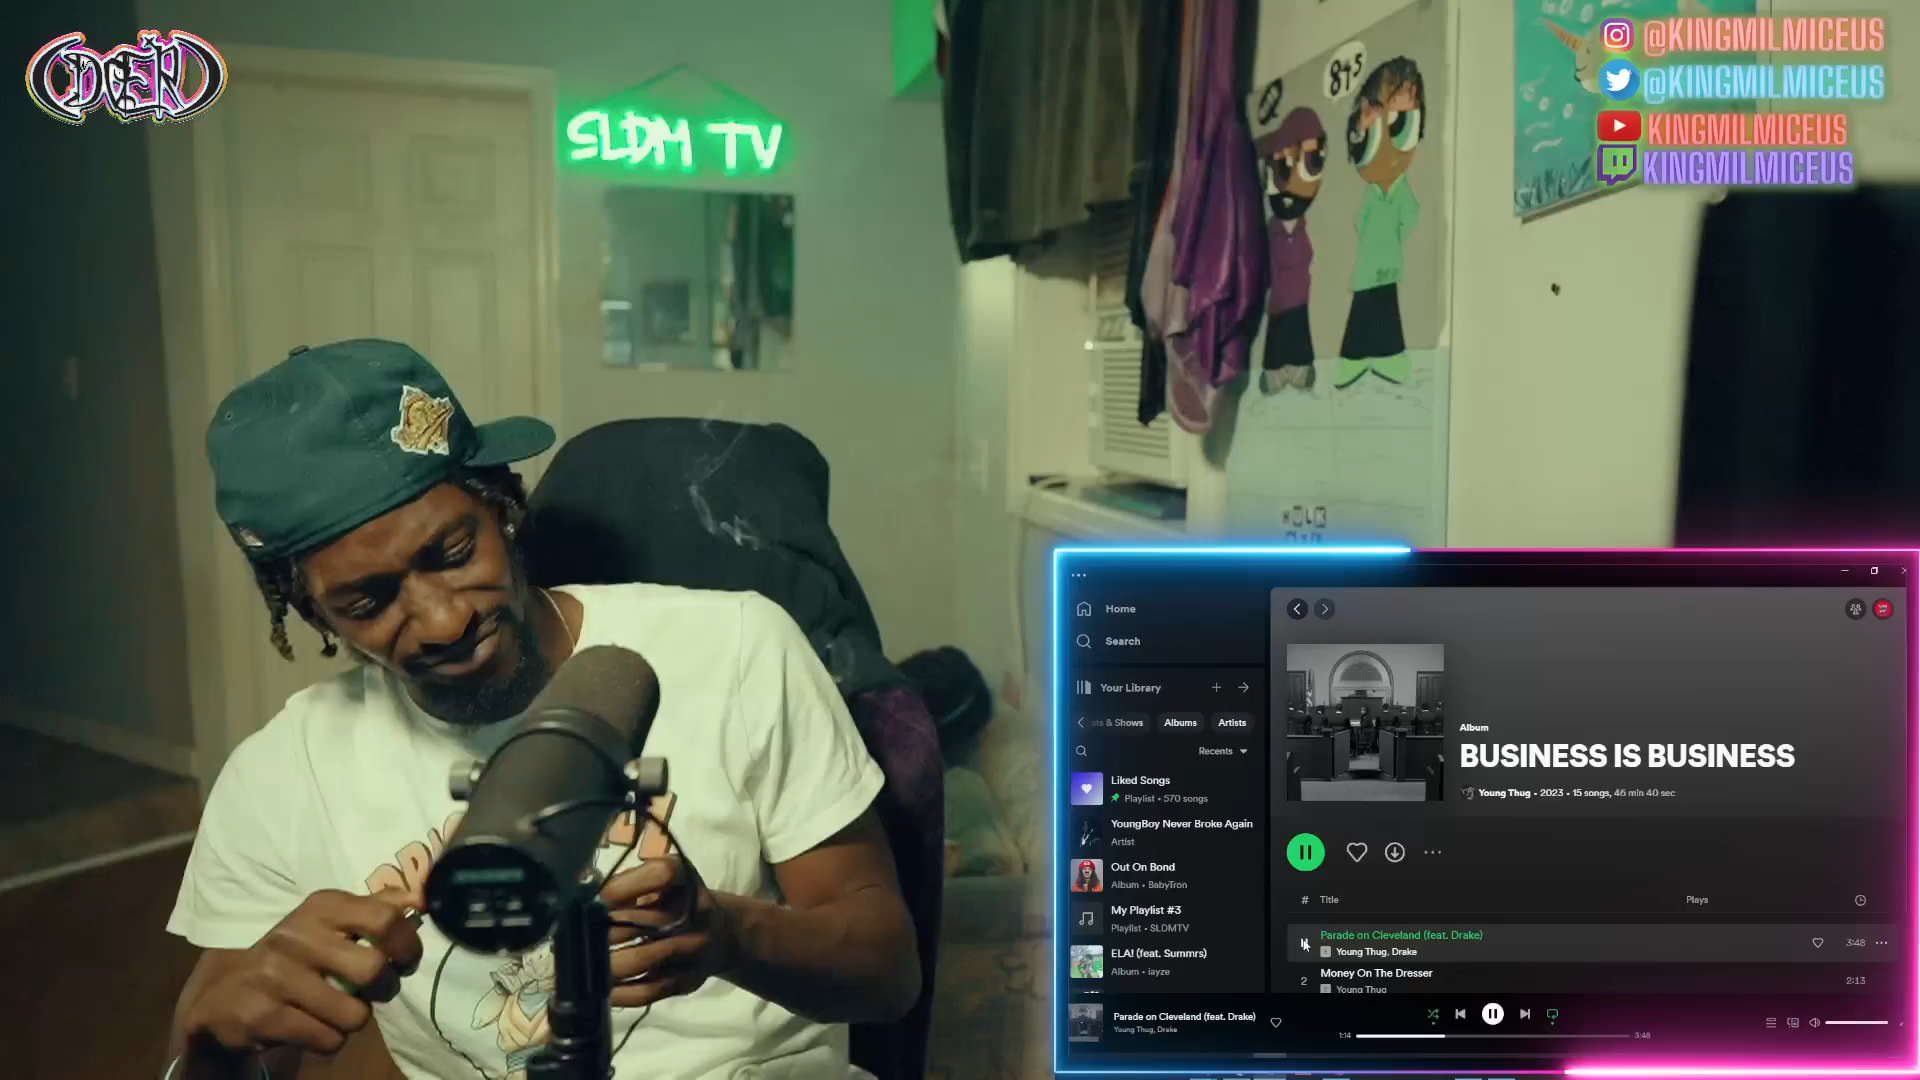 DGER
SLDM TV
845
@KINGMILMICEUS
@KINGMILMICEUS
KINGMILMICEUS
KINGMILMICEUS
Home
Search
Your Library
sts & Shows
Albums
Artists
Recents
Liked Songs
Playlist • 570 songs
YoungBoy Never Broke Again
Artist
Out On Bond
Album • BabyTron
My Playlist #3
Playlist • SLDMTV
ELA! (feat. Summrs)
Album • iayze
Album
BUSINESS IS BUSINESS
Young Thug • 2023 • 15 songs, 46 min 40 sec
# Title Plays
Parade on Cleveland (feat. Drake)
E Young Thug, Drake
3:48
2 Money On The Dresser
E Young Thug
2:13
Parade on Cleveland (feat. Drake)
Young Thug, Drake
1:14
3:48